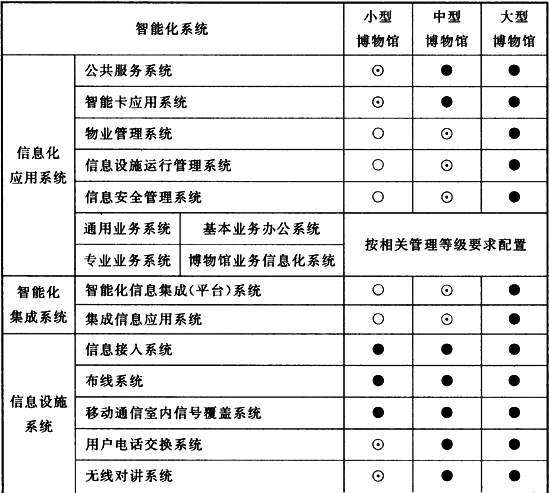 智能化系统
小型
博物馆
中型
博物馆
大型
博物馆
信息化
应用系统
公共服务系统 ⊙ ● ●
智能卡应用系统 ⊙ ● ●
物业管理系统 ○ ⊙ ●
信息设施运行管理系统 ○ ⊙ ●
信息安全管理系统 ○ ⊙ ●
通用业务系统 基本业务办公系统
专业业务系统 博物馆业务信息化系统
按相关管理等级要求配置
智能化
集成系统
智能化信息集成(平台)系统 ○ ⊙ ●
集成信息应用系统 ○ ⊙ ●
信息设施
系统
信息接入系统 ● ● ●
布线系统 ● ● ●
移动通信室内信号覆盖系统 ● ● ●
用户电话交换系统 ⊙ ● ●
无线对讲系统 ⊙ ● ●